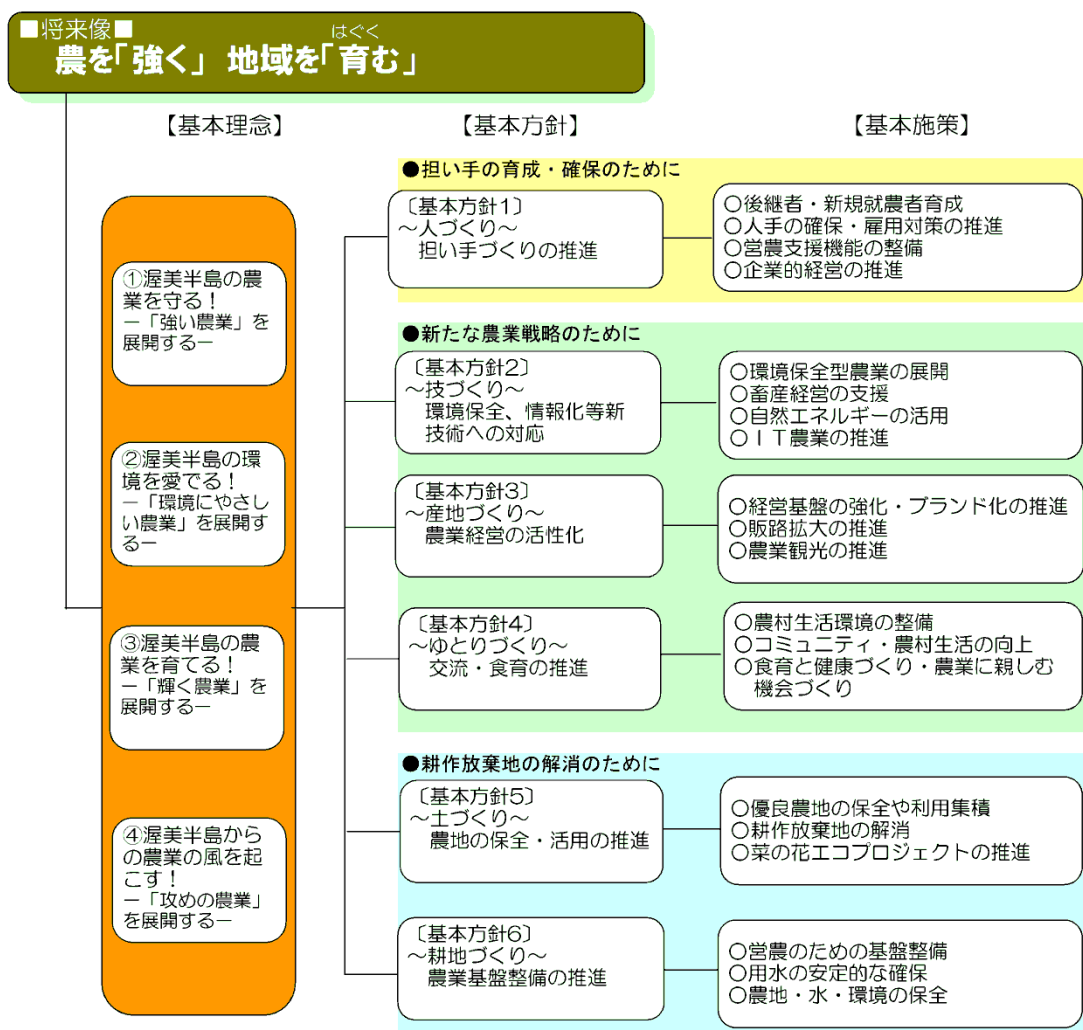 ■将来像■
はぐく
農を「強く」 地域を「育む」
【基本理念】
【基本方針】
【基本施策】
①渥美半島の農
業を守る！
－「強い農業」を
展開する－
②渥美半島の環
境を愛でる！
－「環境にやさし
い農業」を展開す
る－
③渥美半島の農
業を育てる！
－「輝く農業」を
展開する－
④渥美半島から
の農業の風を起
こす！
－「攻めの農業」
を展開する－
●担い手の育成・確保のために
〔基本方針1〕
～人づくり～
担い手づくりの推進
○後継者・新規就農者育成
○人手の確保・雇用対策の推進
○営農支援機能の整備
○企業的経営の推進
●新たな農業戦略のために
〔基本方針2〕
～技づくり～
環境保全、情報化等新
技術への対応
○環境保全型農業の展開
○畜産経営の支援
○自然エネルギーの活用
○ＩＴ農業の推進
〔基本方針3〕
～産地づくり～
農業経営の活性化
○経営基盤の強化・ブランド化の推進
○販路拡大の推進
○農業観光の推進
〔基本方針4〕
～ゆとりづくり～
交流・食育の推進
○農村生活環境の整備
○コミュニティ・農村生活の向上
○食育と健康づくり・農業に親しむ
機会づくり
●耕作放棄地の解消のために
〔基本方針5〕
～土づくり～
農地の保全・活用の推進
○優良農地の保全や利用集積
○耕作放棄地の解消
○菜の花エコプロジェクトの推進
〔基本方針6〕
～耕地づくり～
農業基盤整備の推進
○営農のための基盤整備
○用水の安定的な確保
○農地・水・環境の保全